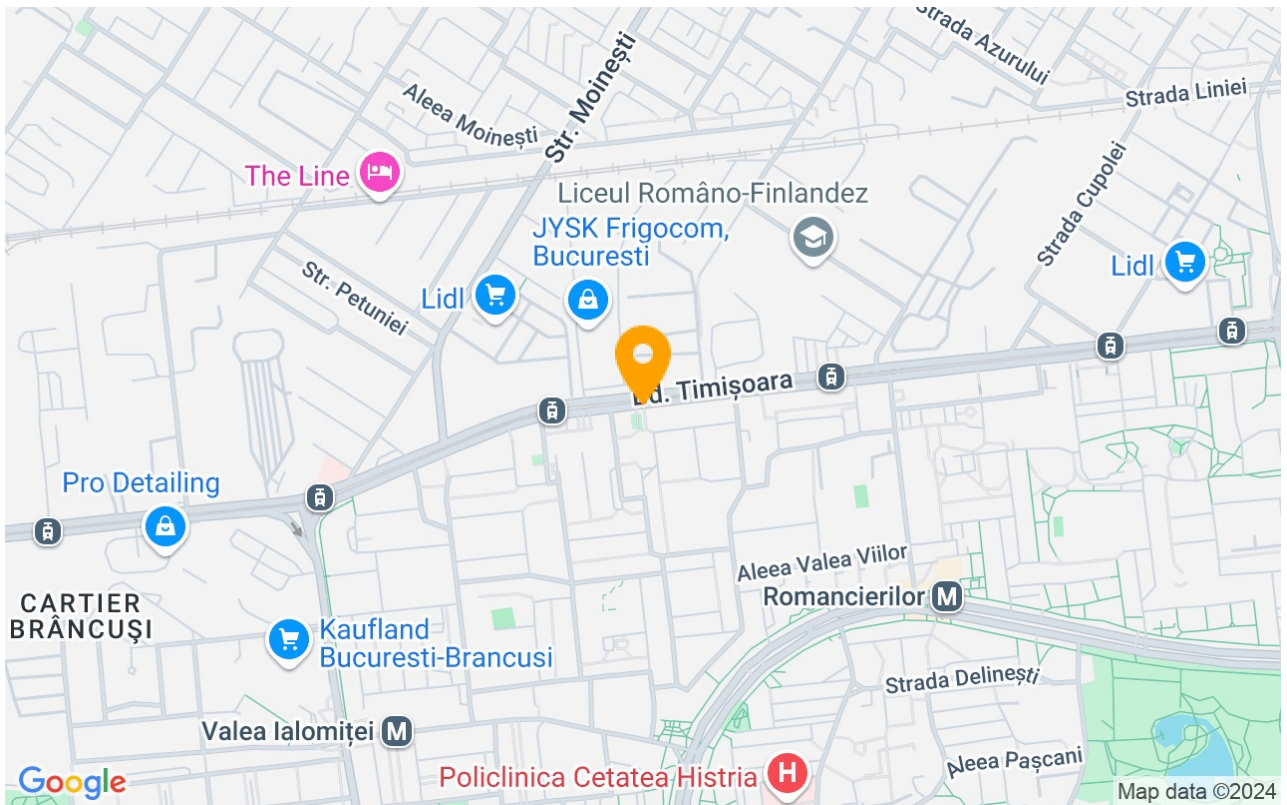 Strada Azurului
Strada Liniei
Aleea Moinești
Str. Moinești
The Line
Liceul Româno-Finlandez
Strada Cupolei
JYSK Frigocom,
Bucuresti
Lidl
Str. Petuniei
Lidl
Bd. Timișoara
Pro Detailing
Aleea Valea Viilor
Romancierilor M
CARTIER
BRÂNCUŞI
Kaufland
Bucuresti-Brancusi
Strada Delinești
Valea Ialomiței M
Aleea Pașcani
Policlinica Cetatea Histria H
Google
Map data ©2024